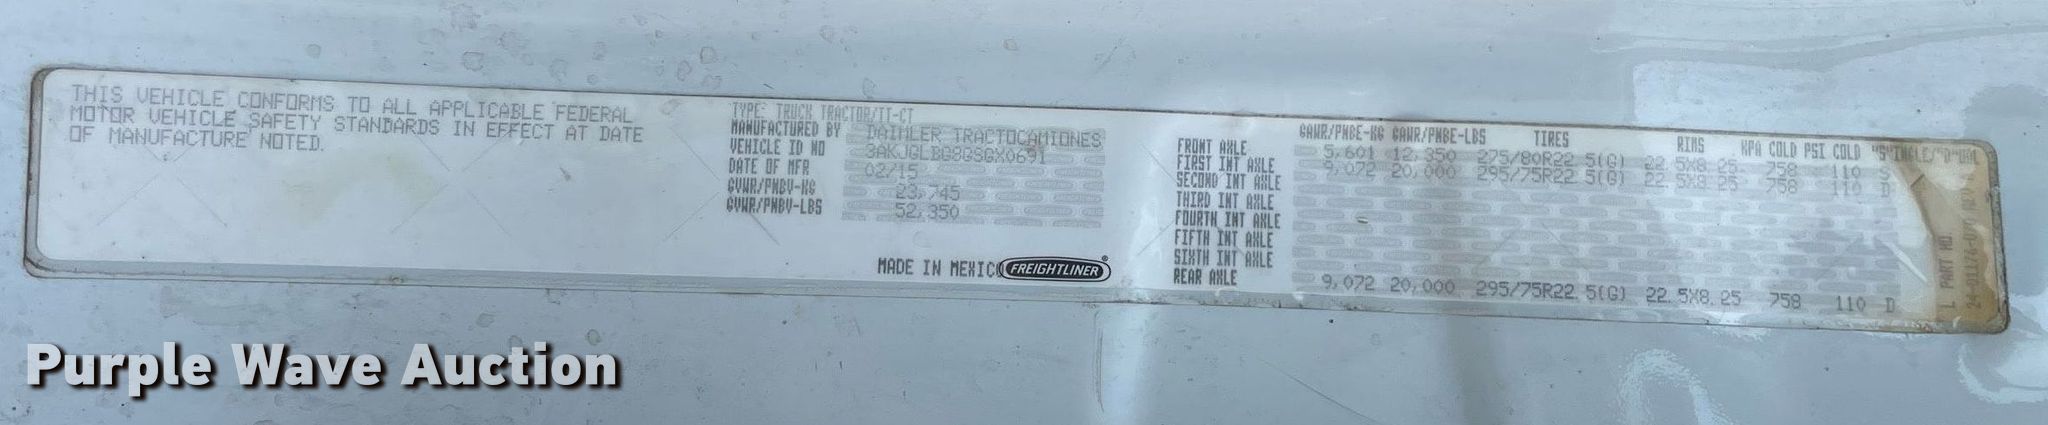 THIS VEHICLE CONFORMS TO ALL APPLICABLE FEDERAL
MOTOR VEHICLE SAFETY STANDARDS IN EFFECT AT DATE
OF MANUFACTURE NOTED.
TYPE: TRUCK TRACTOR/TT-CT
MANUFACTURED BY DAIMLER TRACTOCAMIONES
VEHICLE ID NO 3AKJGLBG8GSGX0691
DATE OF MFR 02/15
GVWR/PNBV-KG 23,745
GVWR/PNBV-LBS 52,350
MADE IN MEXICO FREIGHTLINER
GAWR/PNBE-KG GAWR/PNBE-LBS TIRES RIMS KPA COLD PSI COLD "S"INGLE/"D"UAL
FRONT AXLE 5,601 12,350 275/80R22.5(G) 22.5X8.25 758 110 S
FIRST INT AXLE 9,072 20,000 295/75R22.5(G) 22.5X8.25 758 110 D
SECOND INT AXLE
THIRD INT AXLE
FOURTH INT AXLE
FIFTH INT AXLE
SIXTH INT AXLE
REAR AXLE 9,072 20,000 295/75R22.5(G) 22.5X8.25 758 110 D
PART NO.
Purple Wave Auction